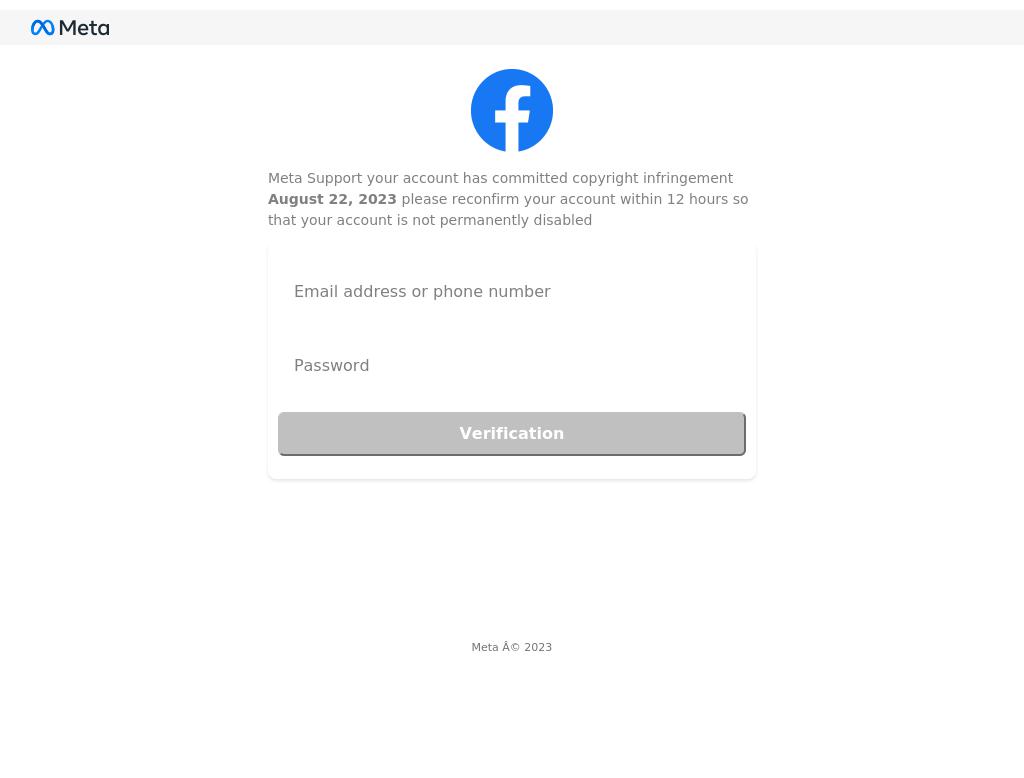 Meta
Meta Support your account has committed copyright infringement
August 22, 2023 please reconfirm your account within 12 hours so
that your account is not permanently disabled
Email address or phone number
Password
Verification
Meta Â© 2023